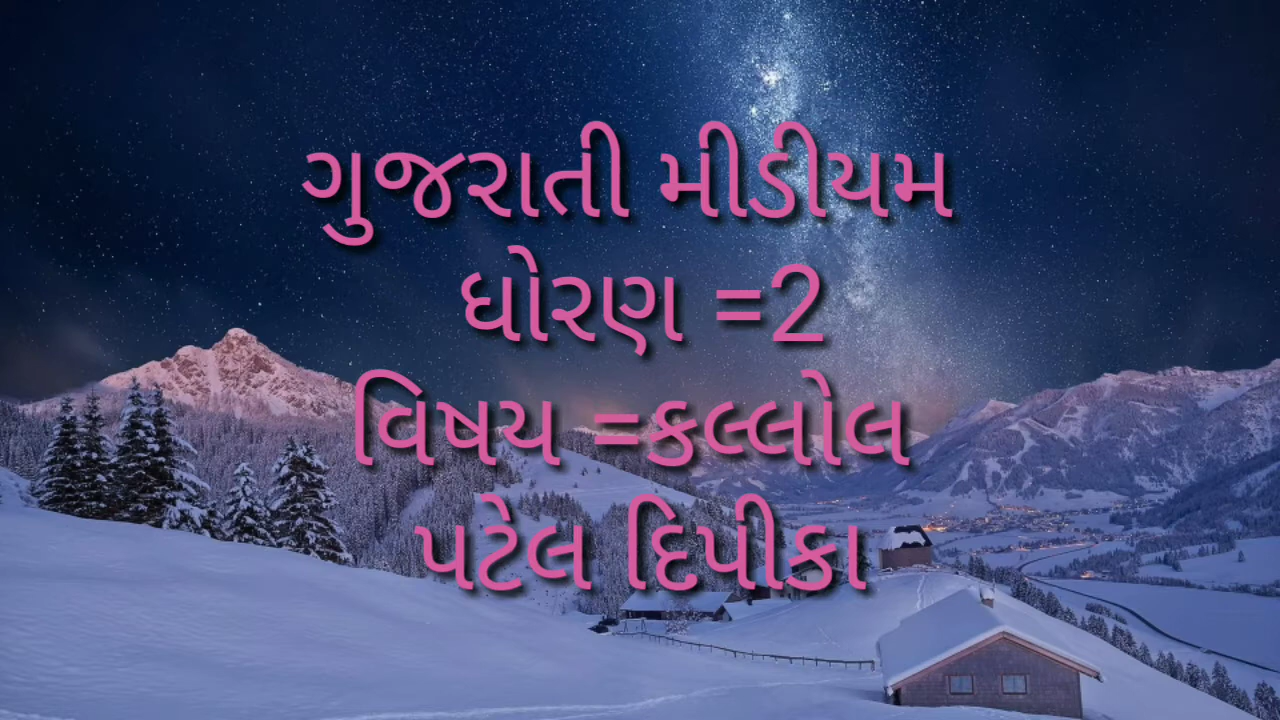 ગુજરાતી મીડીયમ
ધોરણ =2
વિષય =કલ્લોલ
પટેલ દિપીકા